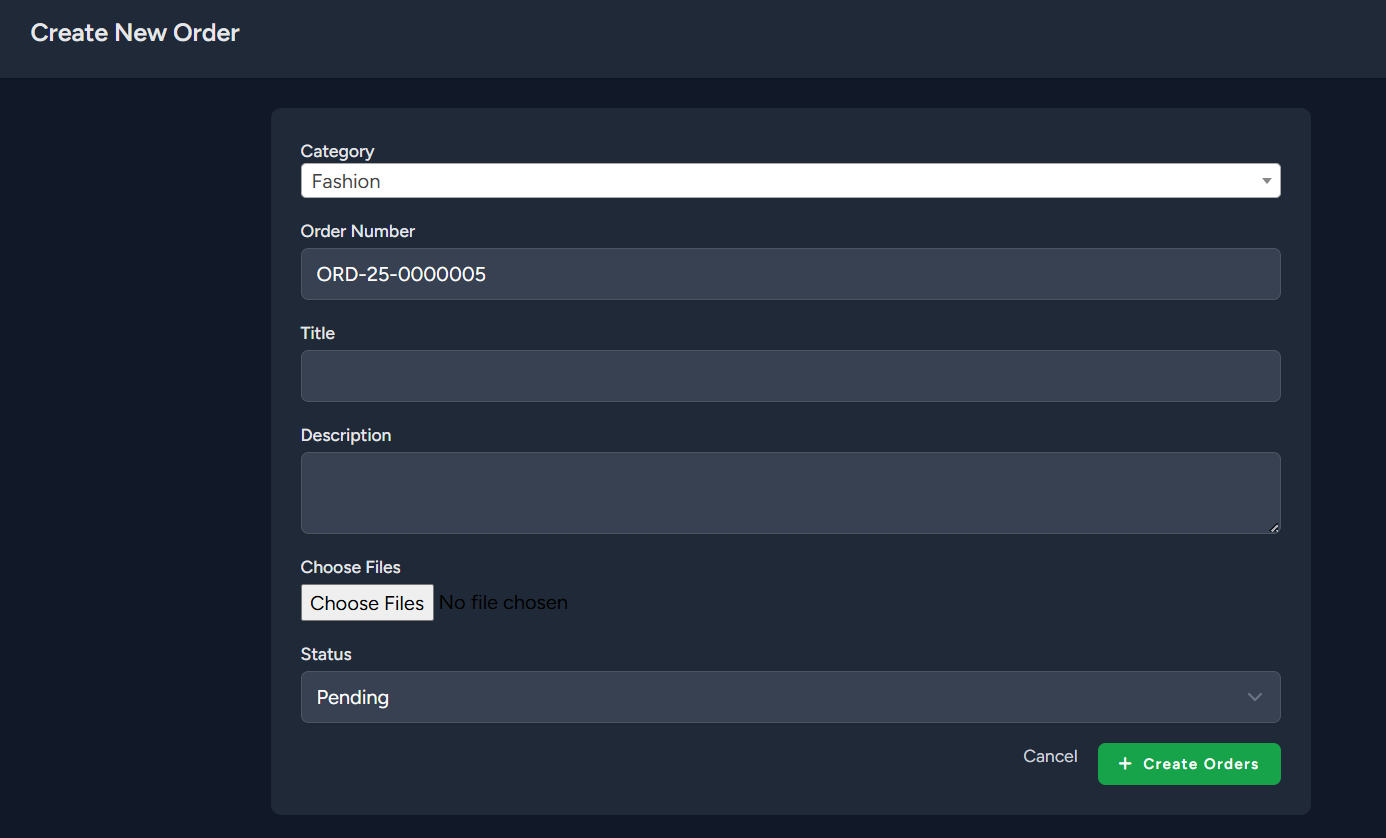 Create New Order
Category
Fashion
Order Number
ORD-25-0000005
Title
Description
Choose Files
Choose Files No file chosen
Status
Pending
Cancel + Create Orders